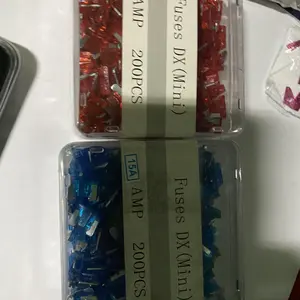 Fuses DX(Mini)
AMP 200PCS
Fuses DX(Mini)
15A AMP 200PCS